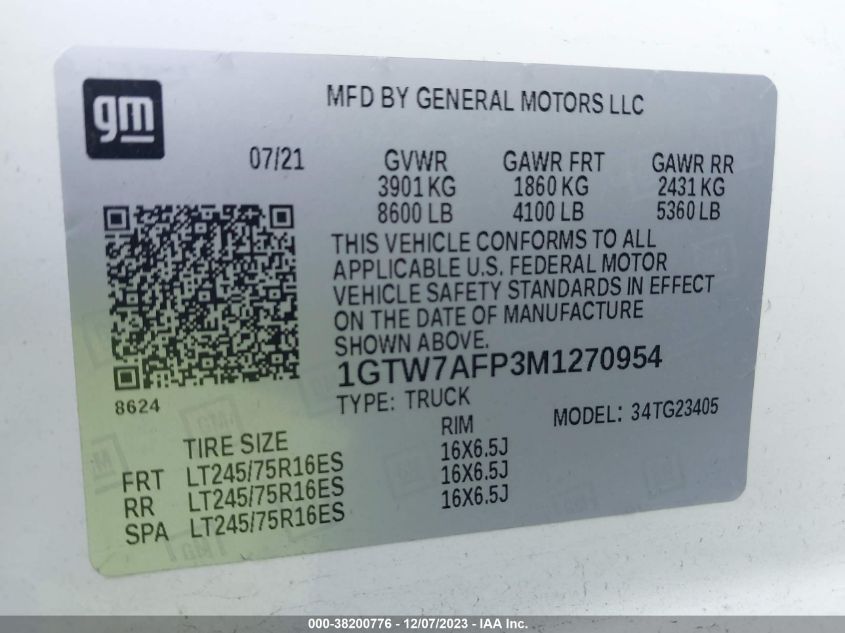 gm
MFD BY GENERAL MOTORS LLC
07/21 GVWR GAWR FRT GAWR RR
3901 KG 1860 KG 2431 KG
8600 LB 4100 LB 5360 LB
THIS VEHICLE CONFORMS TO ALL
APPLICABLE U.S. FEDERAL MOTOR
VEHICLE SAFETY STANDARDS IN EFFECT
ON THE DATE OF MANUFACTURE
SHOWN ABOVE.
1GTW7AFP3M1270954
8624
TYPE: TRUCK MODEL: 34TG23405
TIRE SIZE RIM
FRT LT245/75R16ES 16X6.5J
RR LT245/75R16ES 16X6.5J
SPA LT245/75R16ES 16X6.5J
000-38200776 - 12/07/2023 - IAAI.com